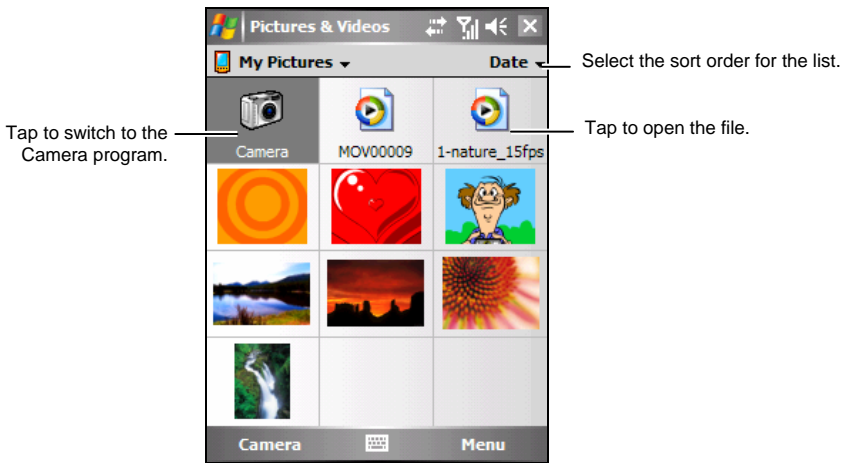 Pictures & Videos
My Pictures Date
Select the sort order for the list.
Tap to switch to the
Camera program.
Camera MOV00009 1-nature_15fps
Tap to open the file.
Camera Menu